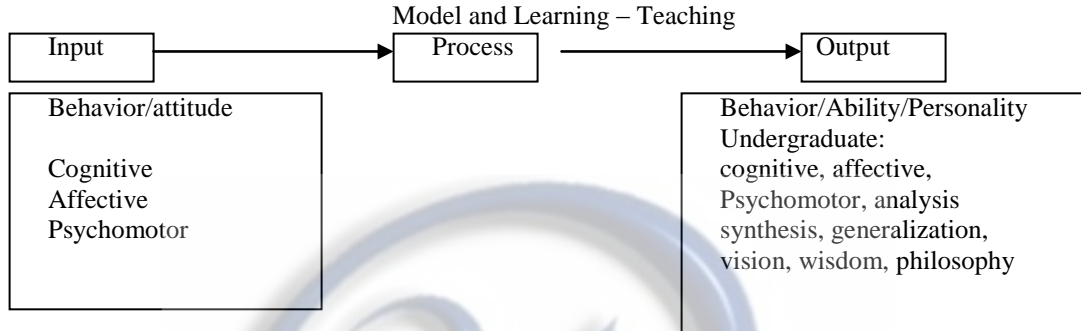 Model and Learning – Teaching
Input
Process
Output
Behavior/attitude
Cognitive
Affective
Psychomotor
Behavior/Ability/Personality
Undergraduate:
cognitive, affective,
Psychomotor, analysis
synthesis, generalization,
vision, wisdom, philosophy